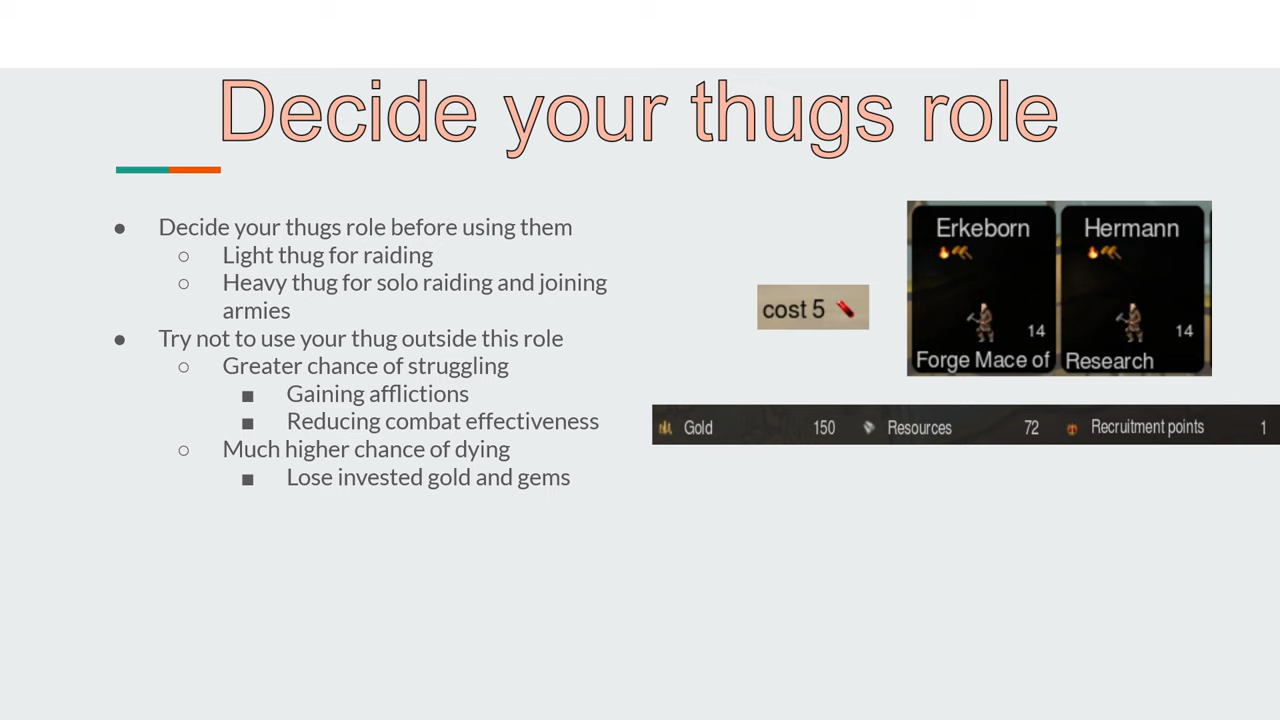 Decide your thugs role
● Decide your thugs role before using them
○ Light thug for raiding
○ Heavy thug for solo raiding and joining
armies
● Try not to use your thug outside this role
○ Greater chance of struggling
■ Gaining afflictions
■ Reducing combat effectiveness
○ Much higher chance of dying
■ Lose invested gold and gems
cost 5
Erkeborn
14
Forge Mace of
Hermann
14
Research
Gold 150 Resources 72 Recruitment points 1